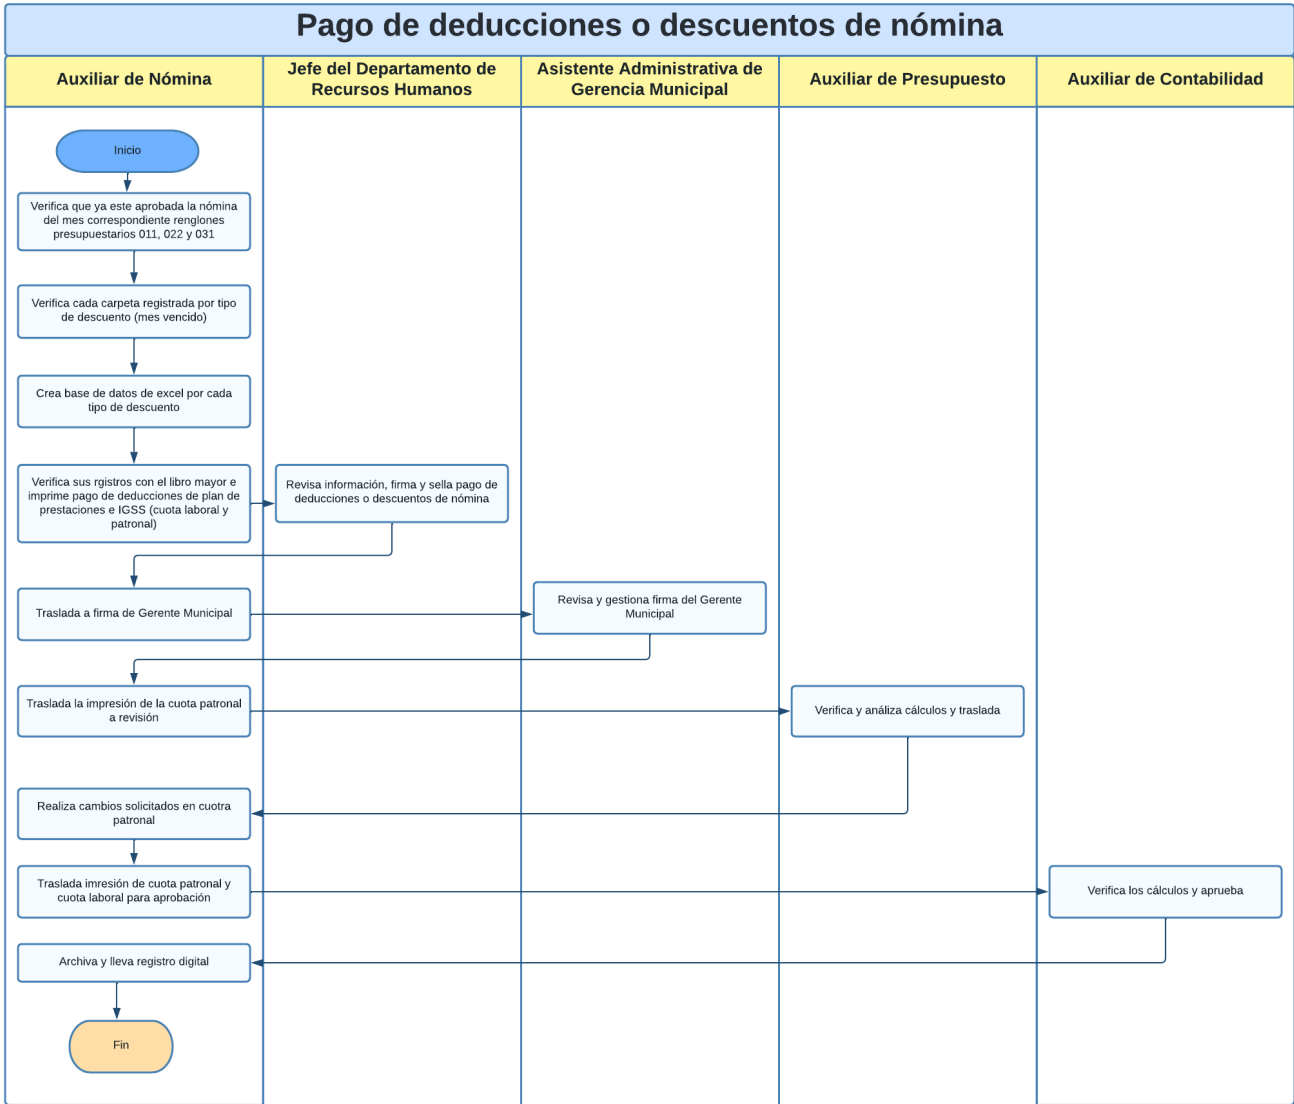 Pago de deducciones o descuentos de nómina
Auxiliar de Nómina
Jefe del Departamento de
Recursos Humanos
Asistente Administrativa de
Gerencia Municipal
Auxiliar de Presupuesto
Auxiliar de Contabilidad
Inicio
Verifica que ya este aprobada la nómina
del mes correspondiente renglones
presupuestarios 011, 022 y 031
Verifica cada carpeta registrada por tipo
de descuento (mes vencido)
Crea base de datos de excel por cada
tipo de descuento
Verifica sus rgistros con el libro mayor e
imprime pago de deducciones de plan de
prestaciones e IGSS (cuota laboral y
patronal)
Revisa información, firma y sella pago de
deducciones o descuentos de nómina
Traslada a firma de Gerente Municipal
Revisa y gestiona firma del Gerente
Municipal
Traslada la impresión de la cuota patronal
a revisión
Verifica y análiza cálculos y traslada
Realiza cambios solicitados en cuotra
patronal
Traslada imresión de cuota patronal y
cuota laboral para aprobación
Verifica los cálculos y aprueba
Archiva y lleva registro digital
Fin